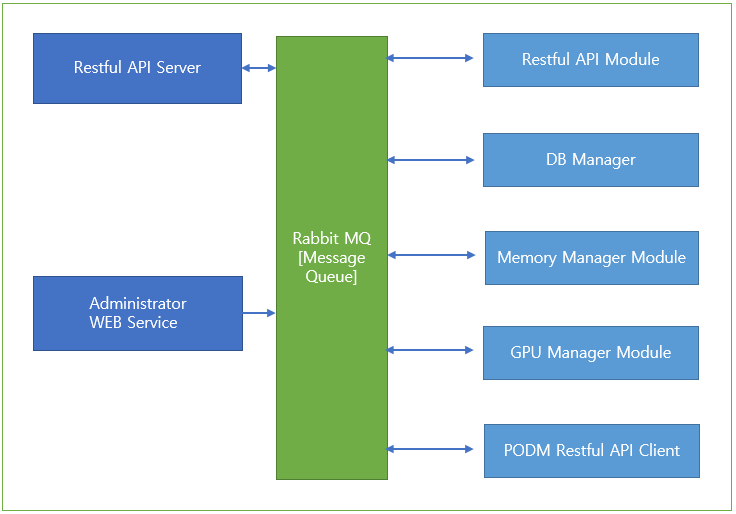 Restful API Server
Administrator
WEB Service
Rabbit MQ
[Message
Queue]
Restful API Module
DB Manager
Memory Manager Module
GPU Manager Module
PODM Restful API Client